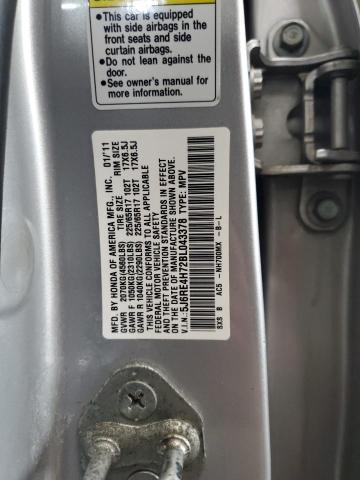 •This car is equipped
with side airbags in the
front seats and side
curtain airbags.
•Do not lean against the
door.
•See owner's manual for
more information.
MFD. BY HONDA OF AMERICA MFG., INC. 01/'11
TIRE SIZE RIM SIZE
GVWR 2070KG(4560LBS)
GAWR F 1050KG(2310LBS) 225/65R17 102T 17X6.5J
GAWR R 1040KG(2290LBS) 225/65R17 102T 17X6.5J
THIS VEHICLE CONFORMS TO ALL APPLICABLE
FEDERAL MOTOR VEHICLE SAFETY
AND THEFT PREVENTION STANDARDS IN EFFECT
ON THE DATE OF MANUFACTURE SHOWN ABOVE.
V.I.N: 5J6RE4H72BL043378 TYPE: MPV
SXS B AC5 - NH700MX -B-L